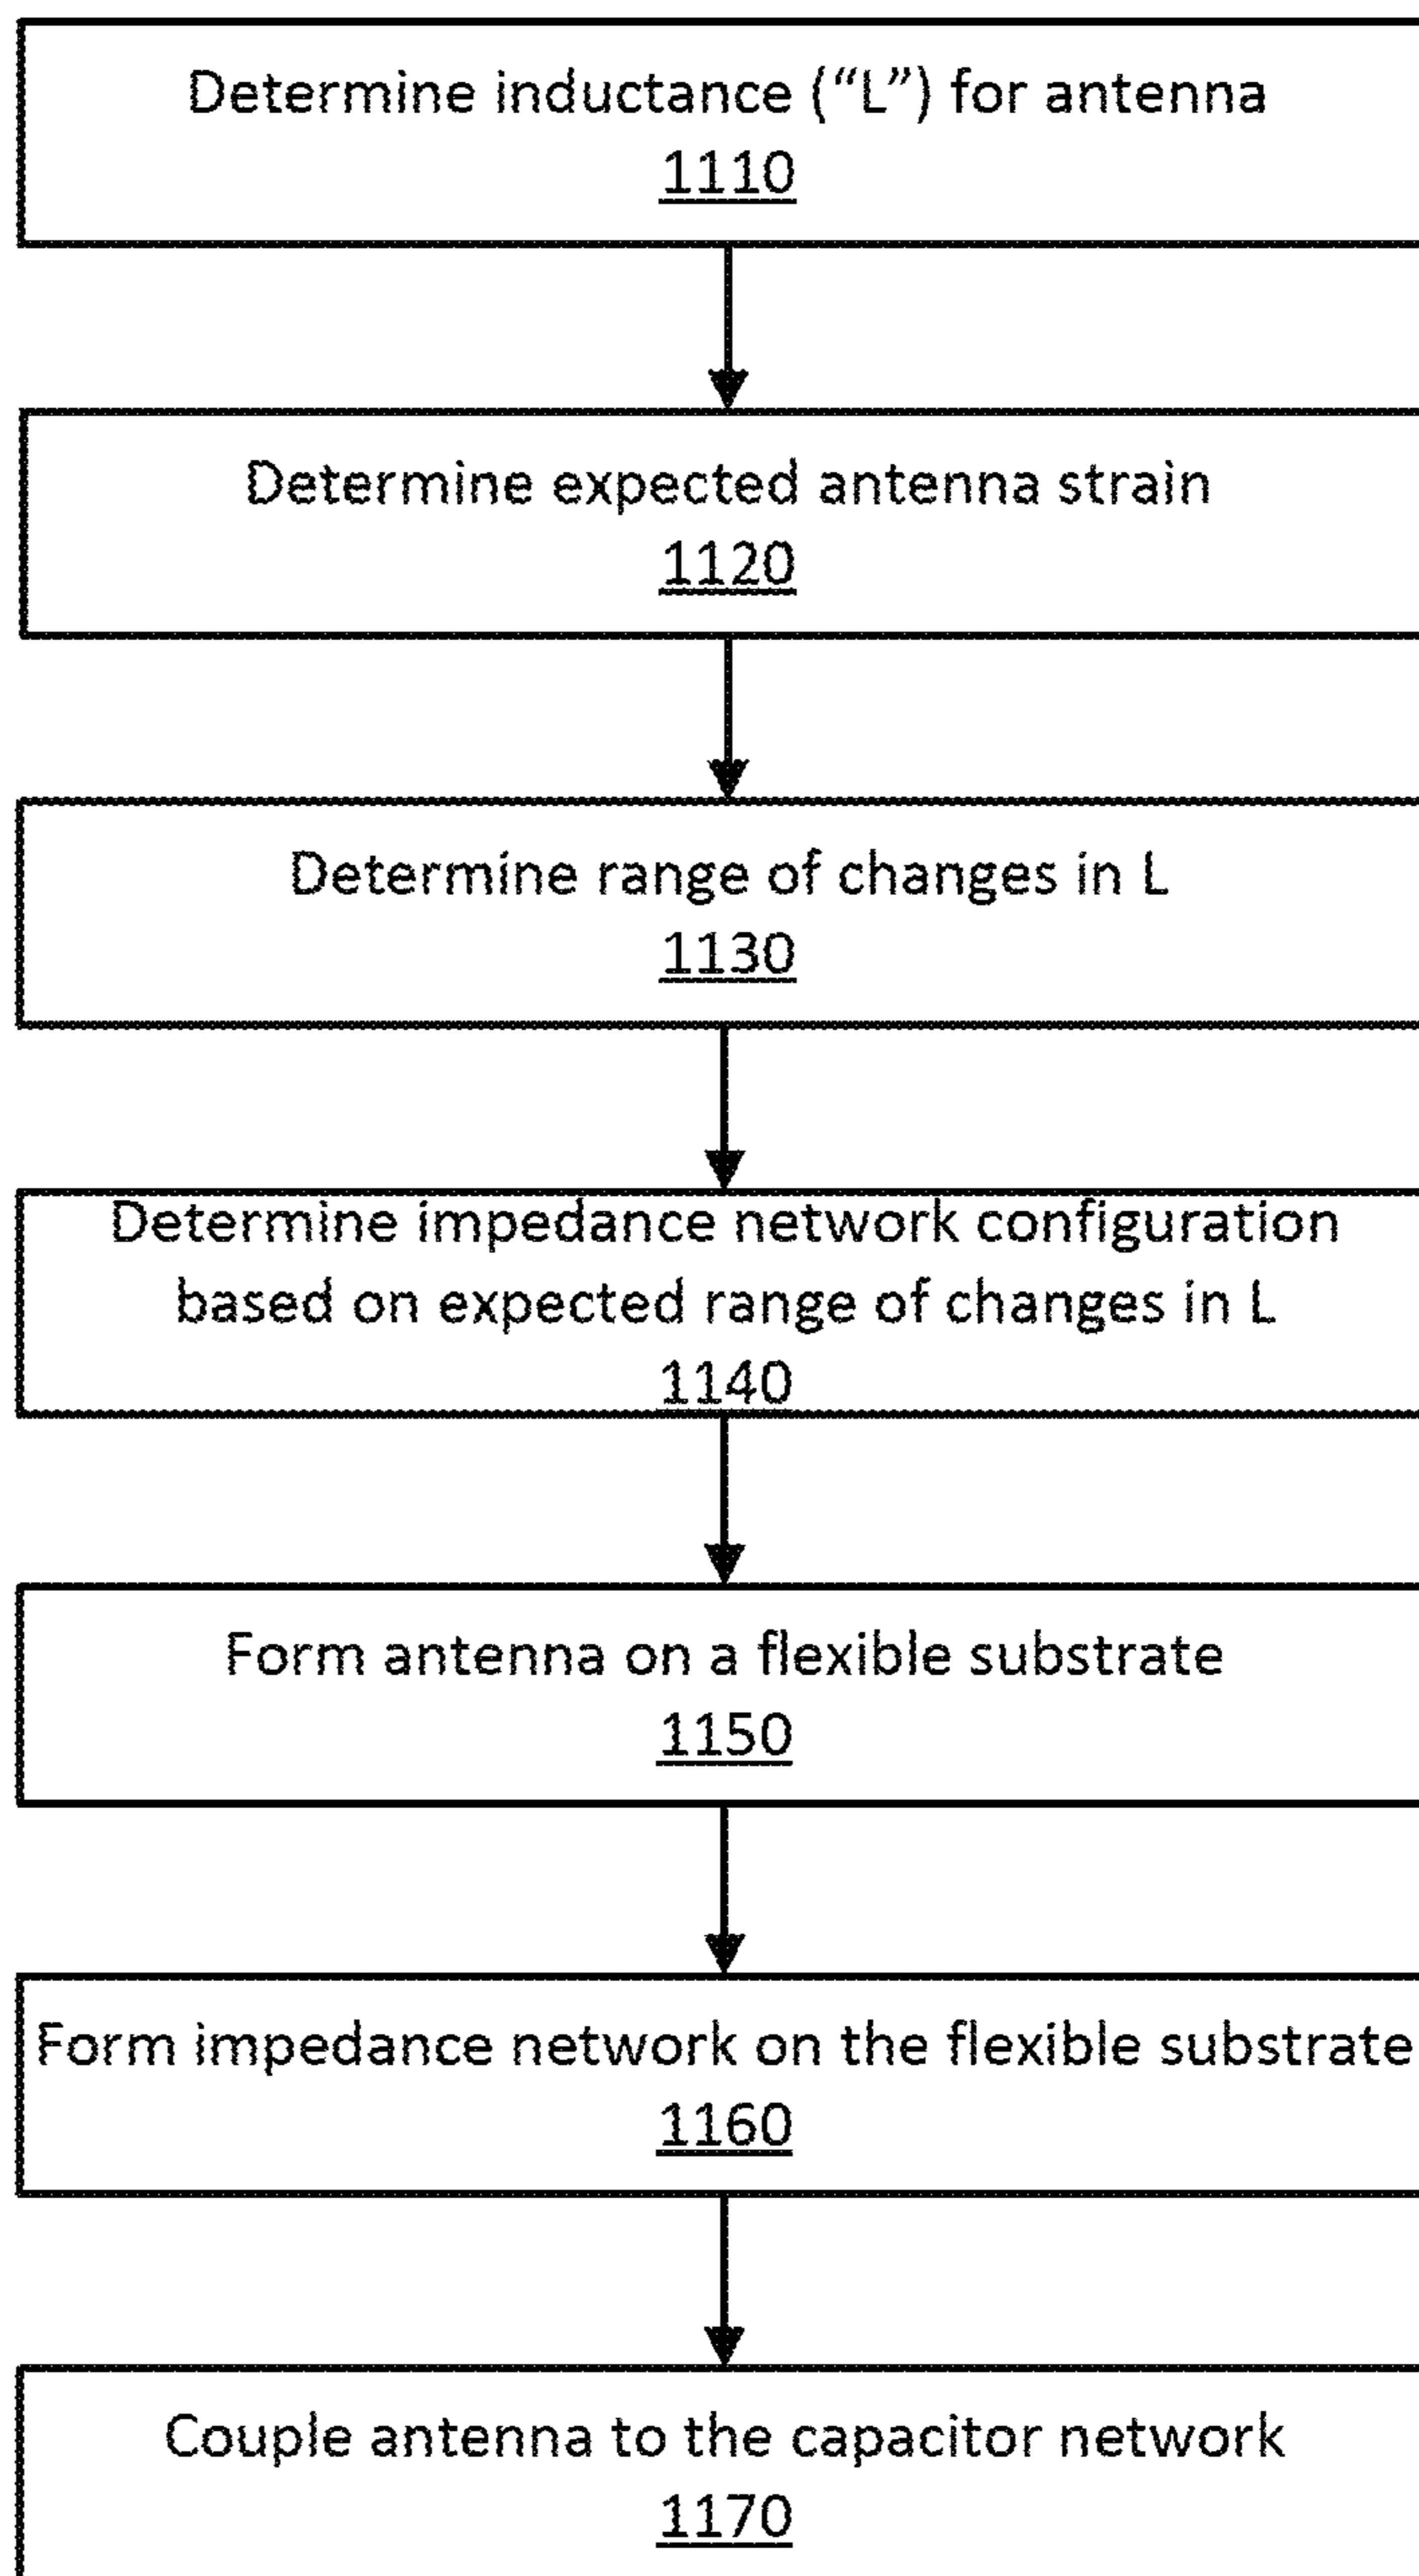 Determine inductance (“L”) for antenna
1110
Determine expected antenna strain
1120
Determine range of changes in L
1130
Determine impedance network configuration
based on expected range of changes in L
1140
Form antenna on a flexible substrate
1150
Form impedance network on the flexible substrate
1160
Couple antenna to the capacitor network
1170